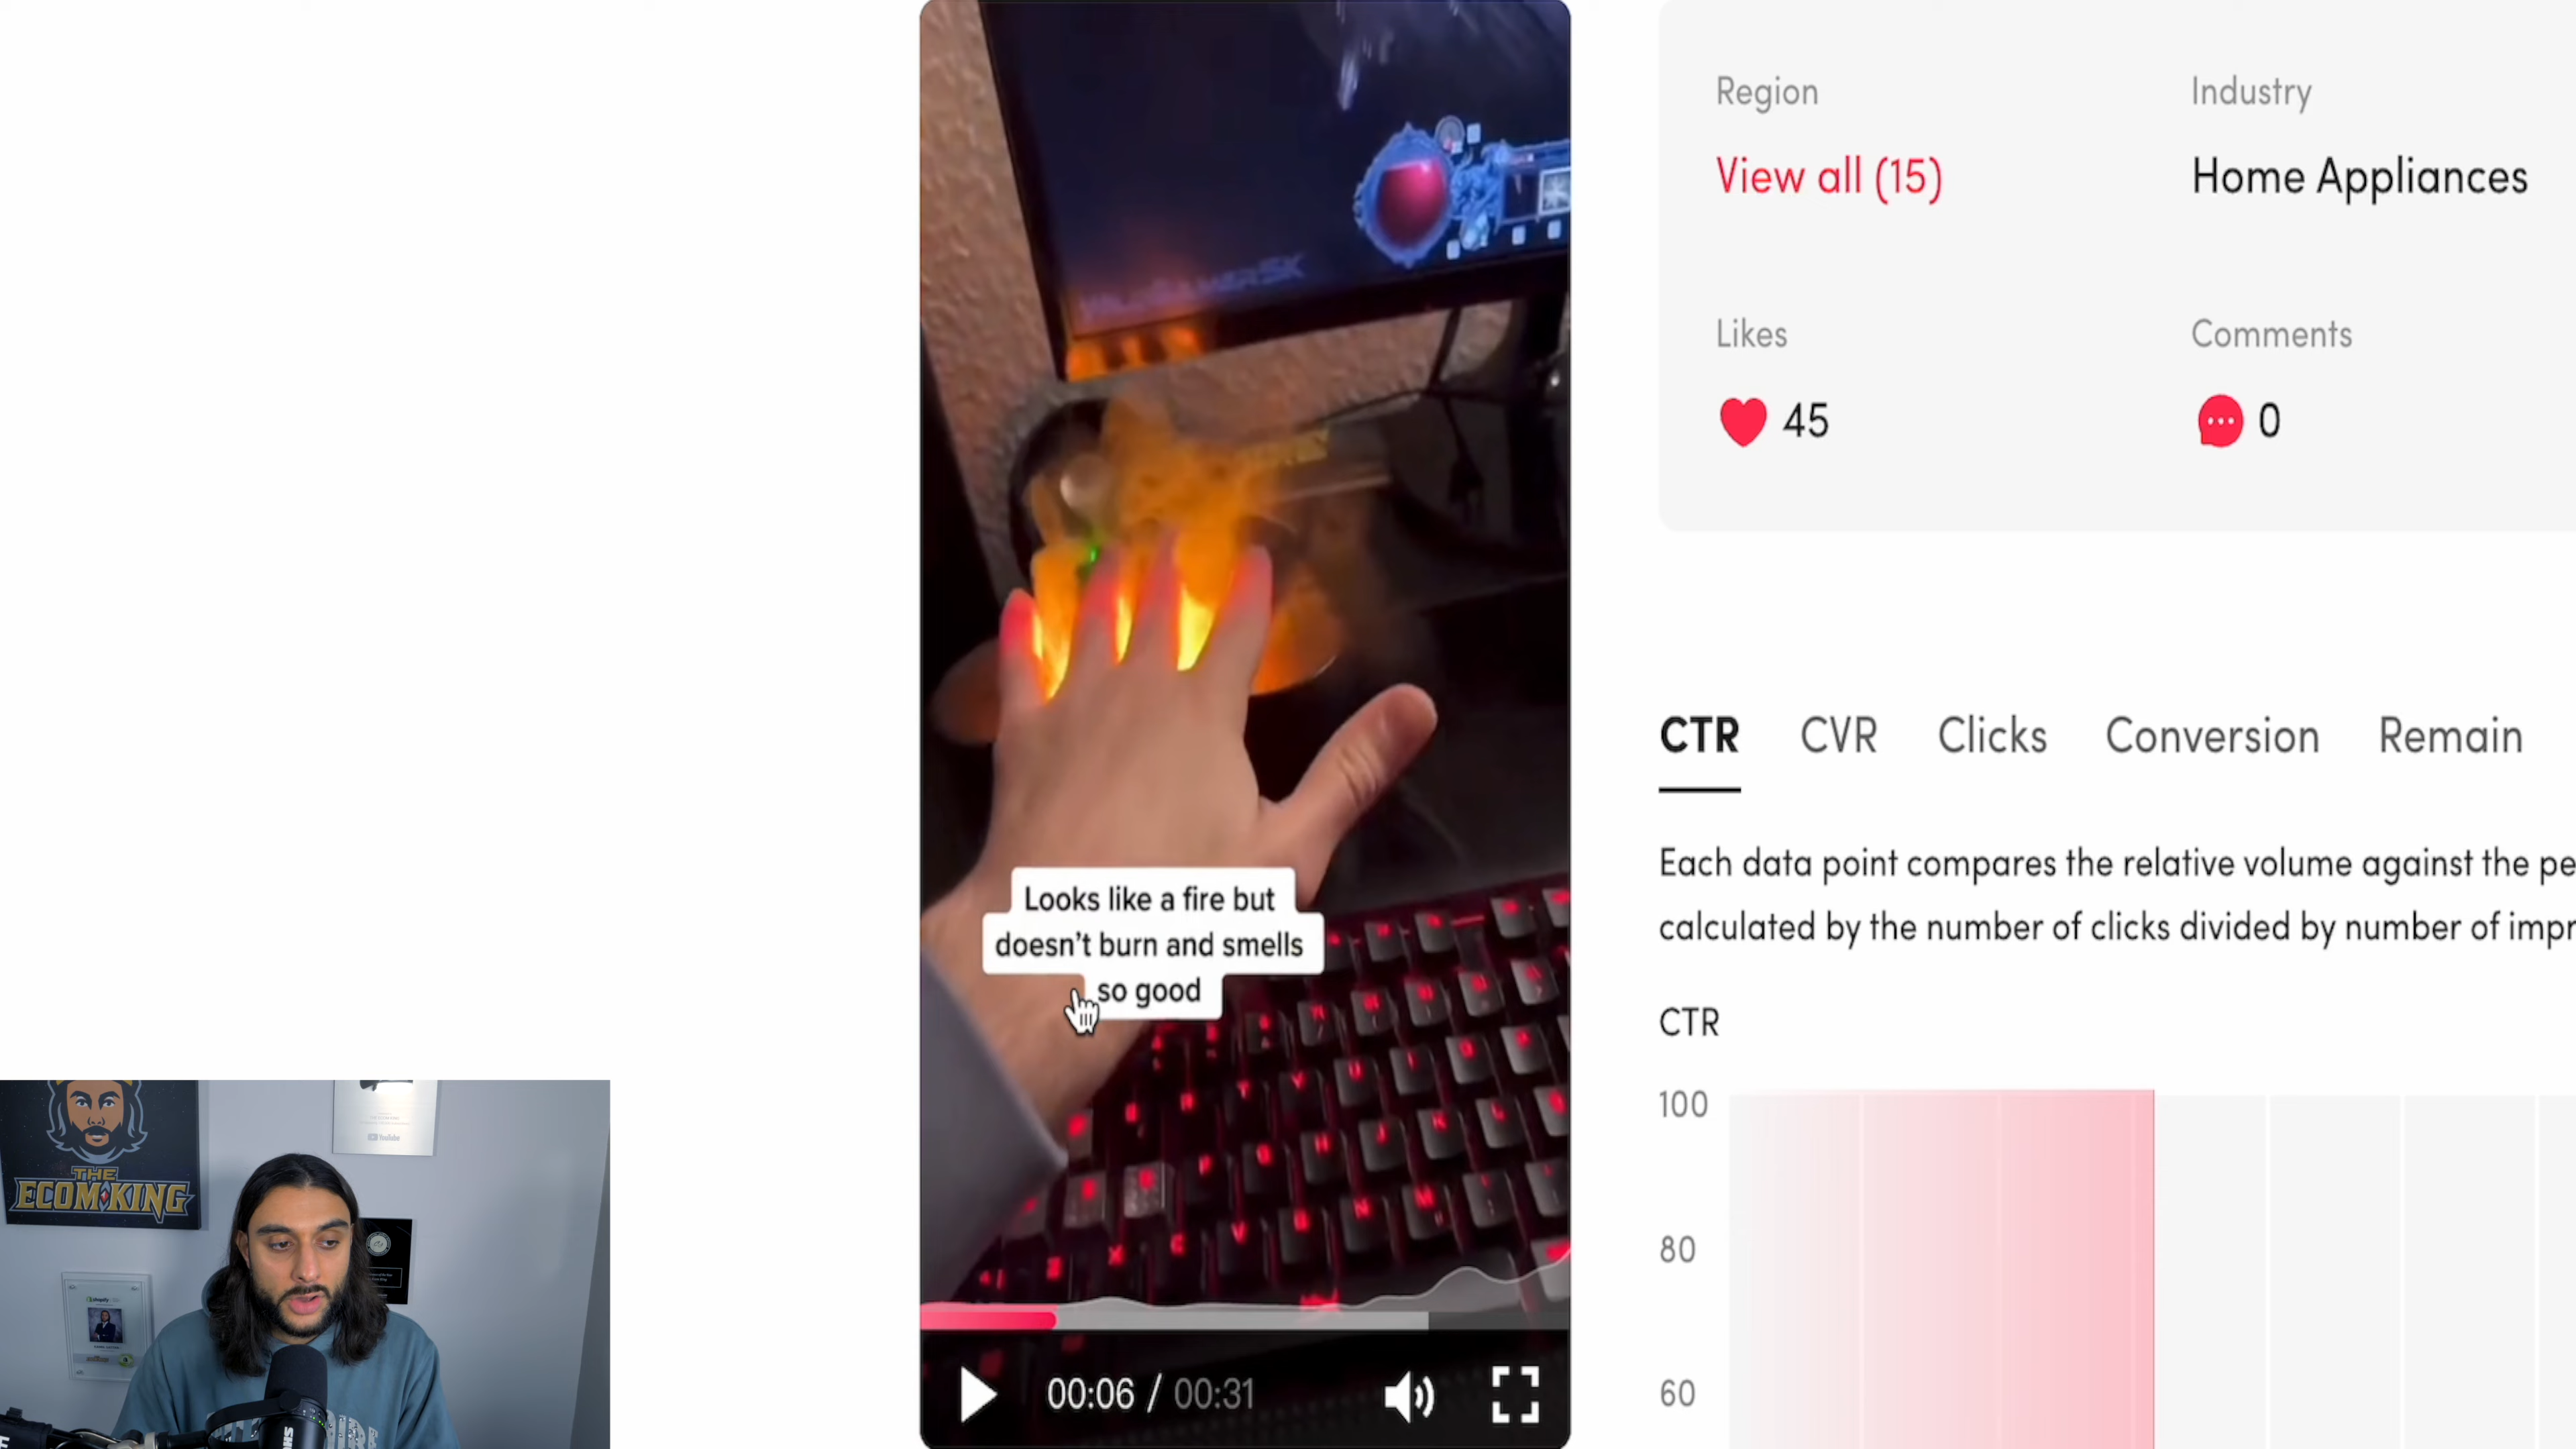 Region
Industry
View all (15)
Home Appliances
Likes
Comments
45
0
Looks like a fire but
doesn't burn and smells
so good
00:06 / 00:31
CTR
CVR
Clicks
Conversion
Remain
Each data point compares the relative volume against the pe
calculated by the number of clicks divided by number of impr
CTR
100
80
60
THE
ECOM KING
YouTube